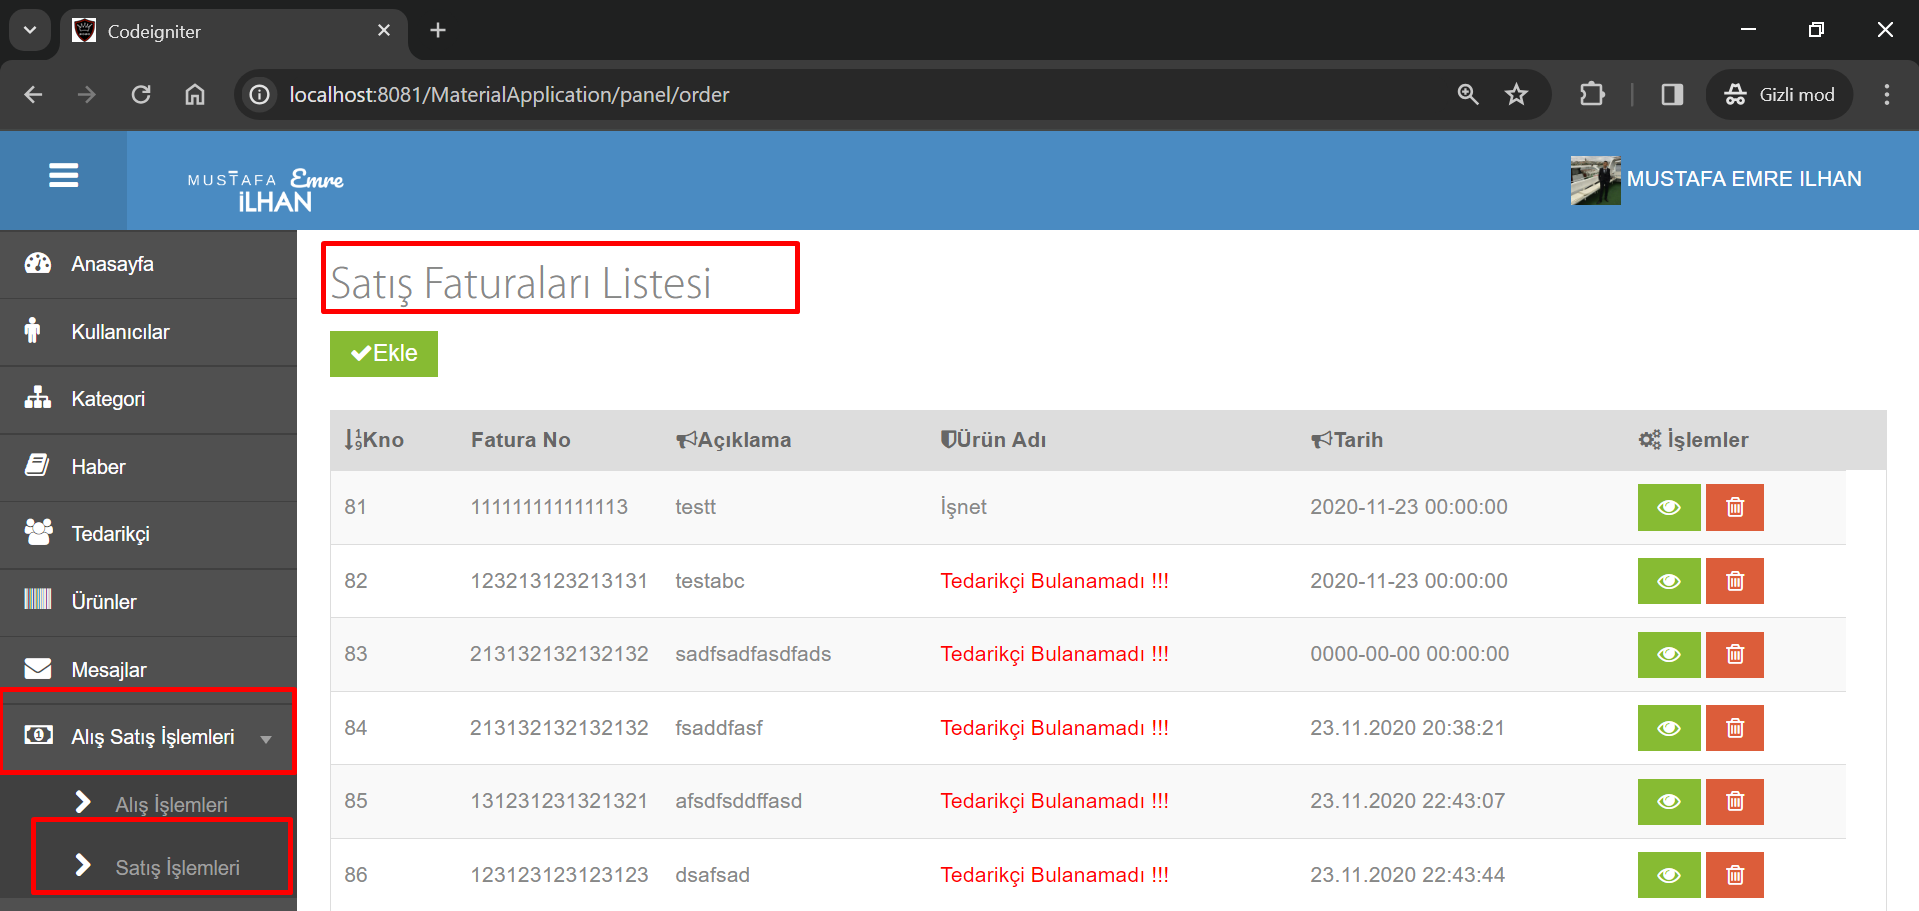 Codeigniter
localhost:8081/MaterialApplication/panel/order
Gizli mod
MUSTAFA Emre
İLHAN
MUSTAFA EMRE ILHAN
Anasayfa
Kullanıcılar
Kategori
Haber
Tedarikçi
Ürünler
Mesajlar
Alış Satış İşlemleri
Alış İşlemleri
Satış İşlemleri
Satış Faturaları Listesi
Ekle
Kno Fatura No Açıklama Ürün Adı Tarih İşlemler
81 111111111111113 testt İşnet 2020-11-23 00:00:00
82 123213123213131 testabc Tedarikçi Bulanamadı !!! 2020-11-23 00:00:00
83 213132132132132 sadfsadfasdfads Tedarikçi Bulanamadı !!! 0000-00-00 00:00:00
84 213132132132132 fsaddfasf Tedarikçi Bulanamadı !!! 23.11.2020 20:38:21
85 131231231321321 afsdfsddffasd Tedarikçi Bulanamadı !!! 23.11.2020 22:43:07
86 123123123123123 dsafsad Tedarikçi Bulanamadı !!! 23.11.2020 22:43:44